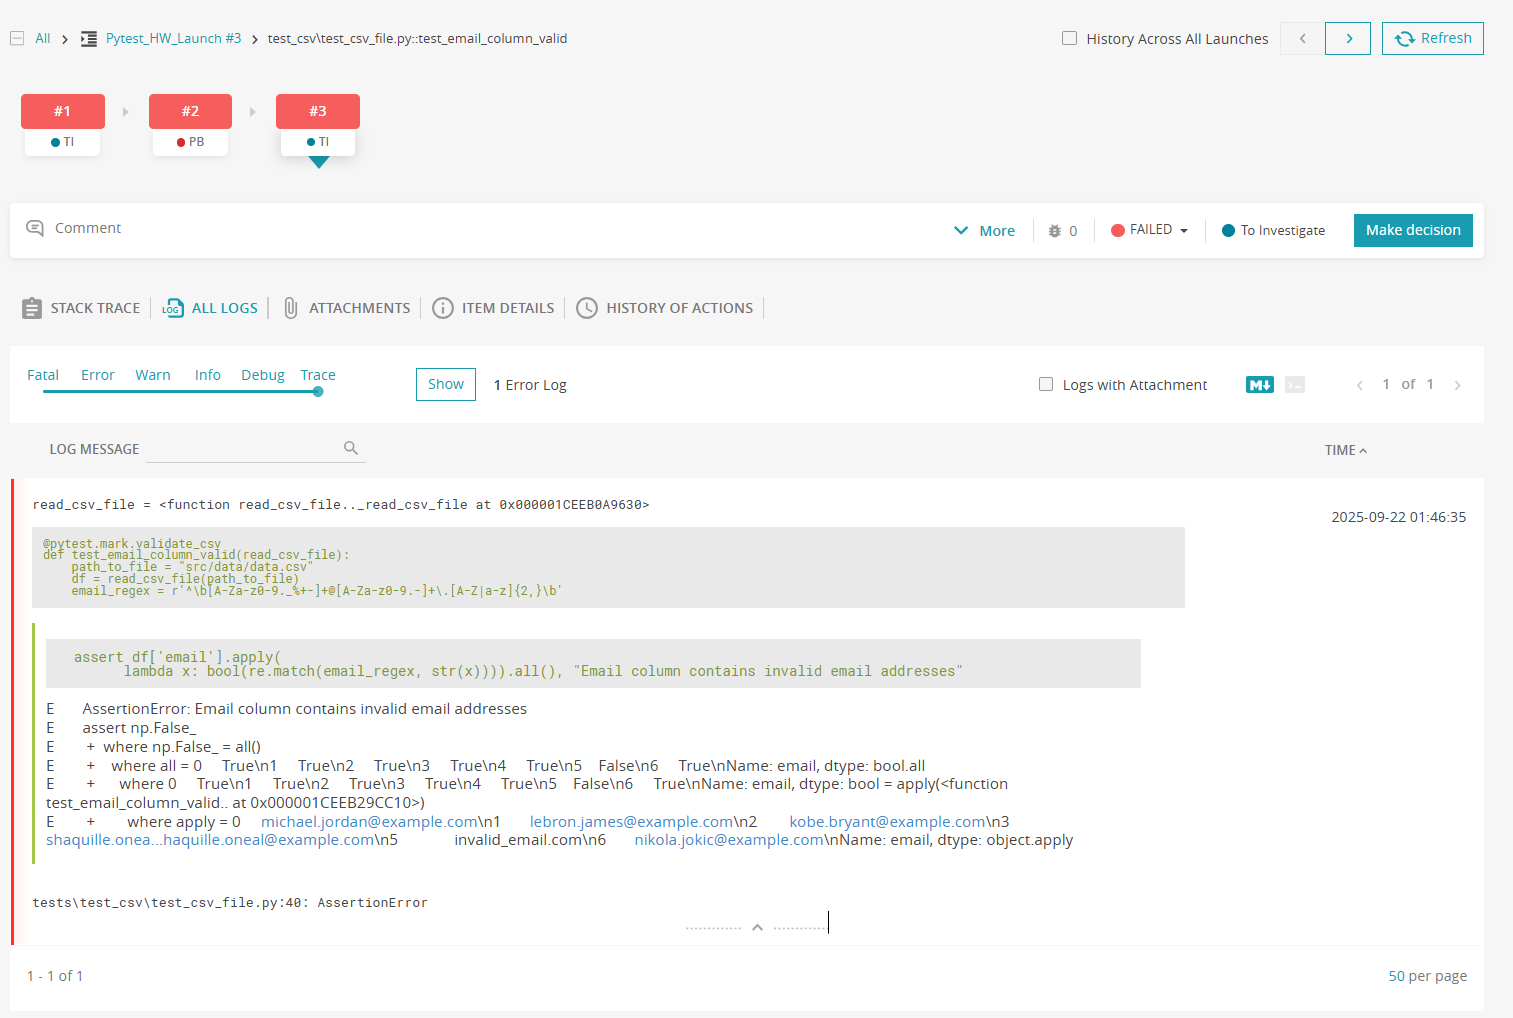 All Pytest_HW_Launch #3 test_csv\test_csv_file.py::test_email_column_valid
History Across All Launches Refresh
#1 #2 #3
TI PB TI
Comment More 0 FAILED To Investigate Make decision
STACK TRACE LOG ALL LOGS ATTACHMENTS ITEM DETAILS HISTORY OF ACTIONS
Fatal Error Warn Info Debug Trace Show 1 Error Log Logs with Attachment 1 of 1
LOG MESSAGE TIME
read_csv_file = <function read_csv_file.._read_csv_file at 0x000001CEEB0A9630>
2025-09-22 01:46:35
@pytest.mark.validate_csv
def test_email_column_valid(read_csv_file):
    path_to_file = "src/data/data.csv"
    df = read_csv_file(path_to_file)
    email_regex = r'^\b[A-Za-z0-9._%+-]+@[A-Za-z0-9.-]+\.[A-Z|a-z]{2,}\b'
assert df['email'].apply(
      lambda x: bool(re.match(email_regex, str(x)))).all(), "Email column contains invalid email addresses"
E AssertionError: Email column contains invalid email addresses
E assert np.False_
E + where np.False_ = all()
E + where all = 0 True\n1 True\n2 True\n3 True\n4 True\n5 False\n6 True\nName: email, dtype: bool.all
E + where 0 True\n1 True\n2 True\n3 True\n4 True\n5 False\n6 True\nName: email, dtype: bool = apply(<function
test_email_column_valid.. at 0x000001CEEB29CC10>)
E + where apply = 0 michael.jordan@example.com\n1 lebron.james@example.com\n2 kobe.bryant@example.com\n3
shaquille.onea...haquille.oneal@example.com\n5 invalid_email.com\n6 nikola.jokic@example.com\nName: email, dtype: object.apply
tests\test_csv\test_csv_file.py:40: AssertionError
1 - 1 of 1 50 per page